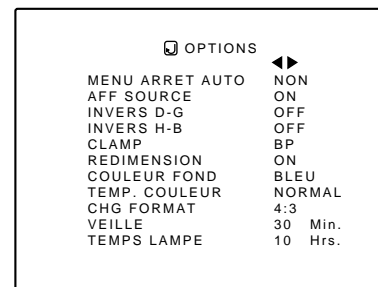 OPTIONS
MENU ARRET AUTO NON
AFF SOURCE ON
INVERS D-G OFF
INVERS H-B OFF
CLAMP BP
REDIMENSION ON
COULEUR FOND BLEU
TEMP. COULEUR NORMAL
CHG FORMAT 4:3
VEILLE 30 Min.
TEMPS LAMPE 10 Hrs.